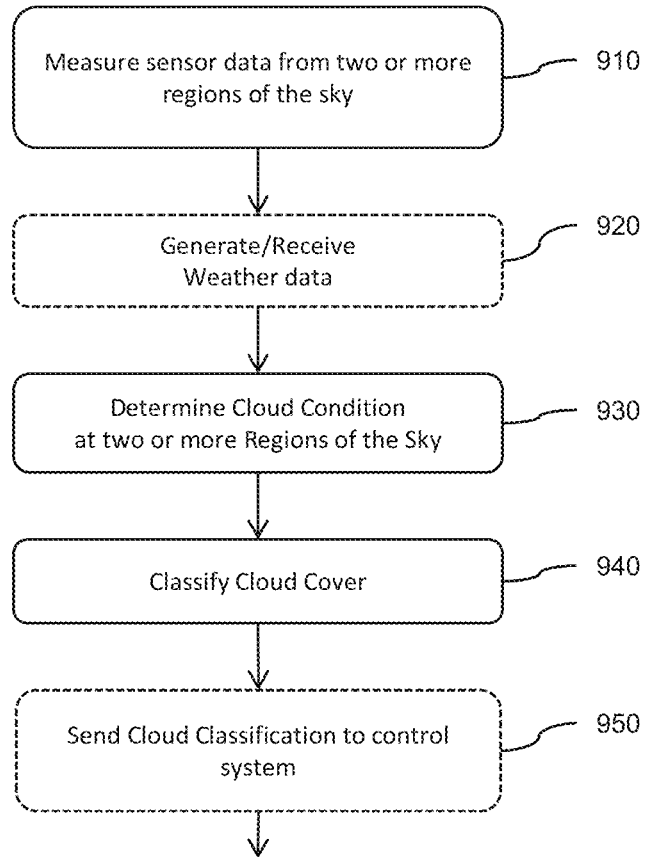 Measure sensor data from two or more
regions of the sky
910
Generate/Receive
Weather data
920
Determine Cloud Condition
at two or more Regions of the Sky
930
Classify Cloud Cover
940
Send Cloud Classification to control
system
950